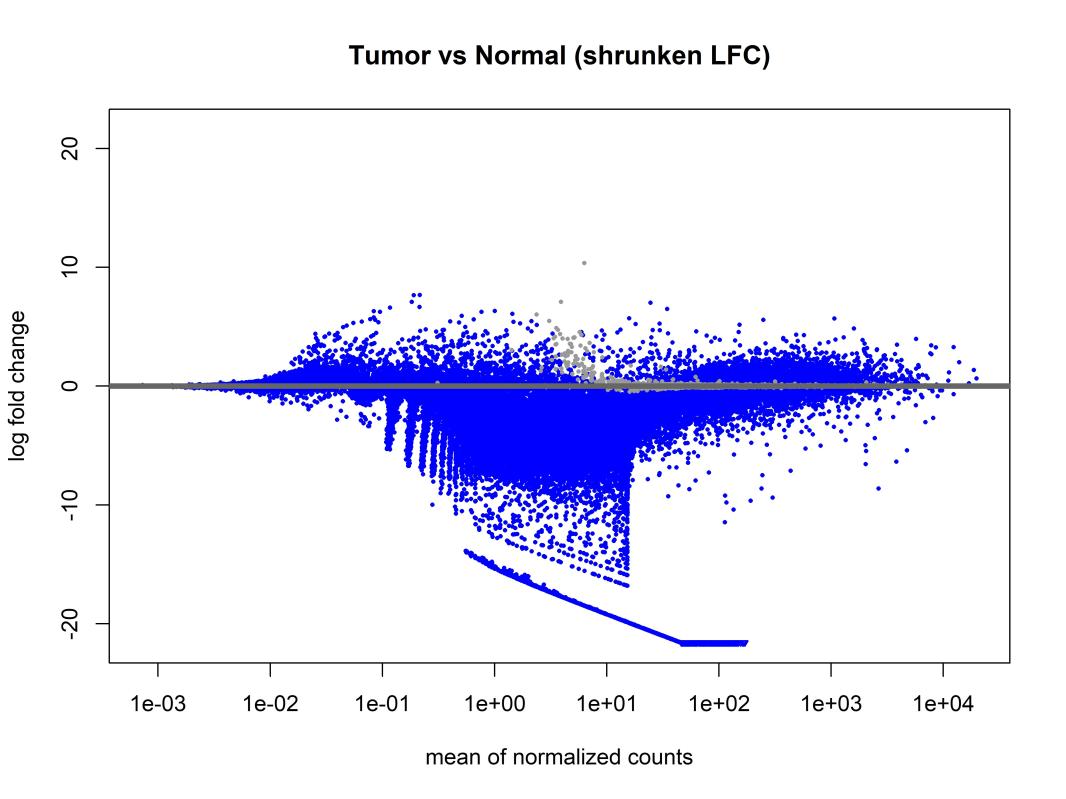 Tumor vs Normal (shrunken LFC)
log fold change
20
10
0
-10
-20
1e-03 1e-02 1e-01 1e+00 1e+01 1e+02 1e+03 1e+04
mean of normalized counts